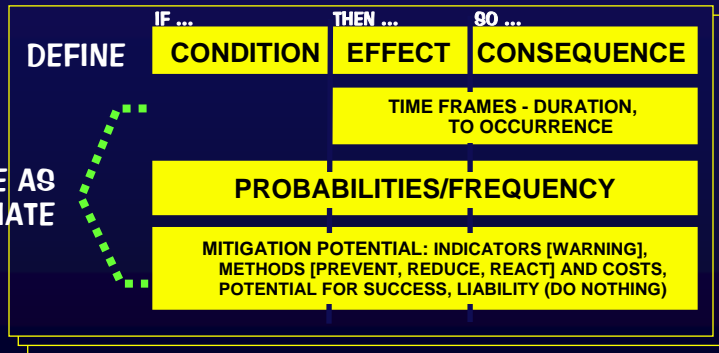 IF ... THEN ... SO ...
DEFINE CONDITION EFFECT CONSEQUENCE
TIME FRAMES - DURATION,
TO OCCURRENCE
AS
PROBABILITIES/FREQUENCY
MITIGATION POTENTIAL: INDICATORS [WARNING],
METHODS [PREVENT, REDUCE, REACT] AND COSTS,
POTENTIAL FOR SUCCESS, LIABILITY (DO NOTHING)